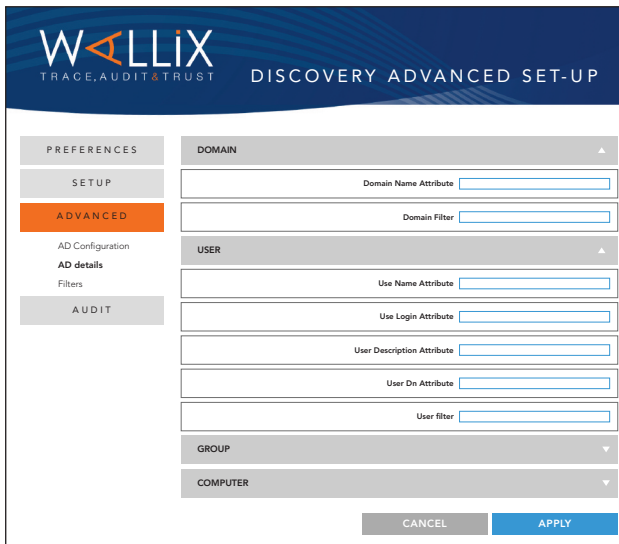 WALLiX
TRACE, AUDIT & TRUST
DISCOVERY ADVANCED SET-UP
PREFERENCES
SETUP
ADVANCED
AD Configuration
AD details
Filters
AUDIT
DOMAIN
Domain Name Attribute
Domain Filter
USER
Use Name Attribute
Use Login Attribute
User Description Attribute
User Dn Attribute
User filter
GROUP
COMPUTER
CANCEL
APPLY